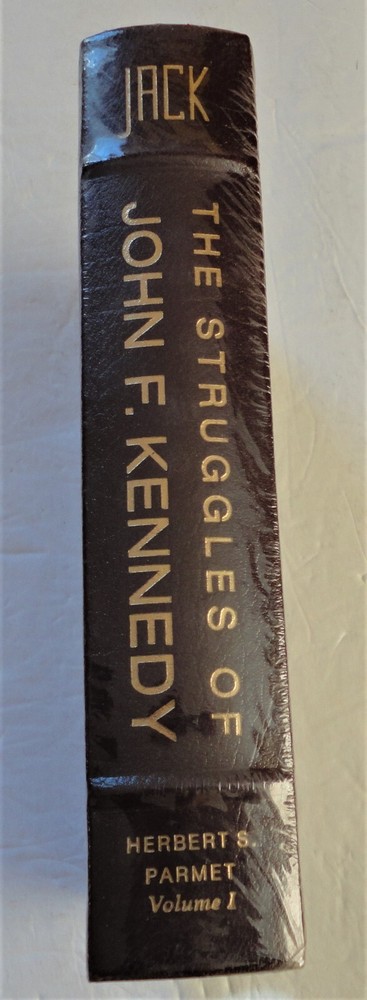 JACK
THE STRUGGLES OF
JOHN F. KENNEDY
HERBERT S.
PARMET
Volume I